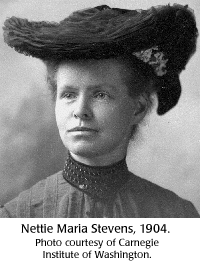 Nettie Maria Stevens, 1904.
Photo courtesy of Carnegie
Institute of Washington.